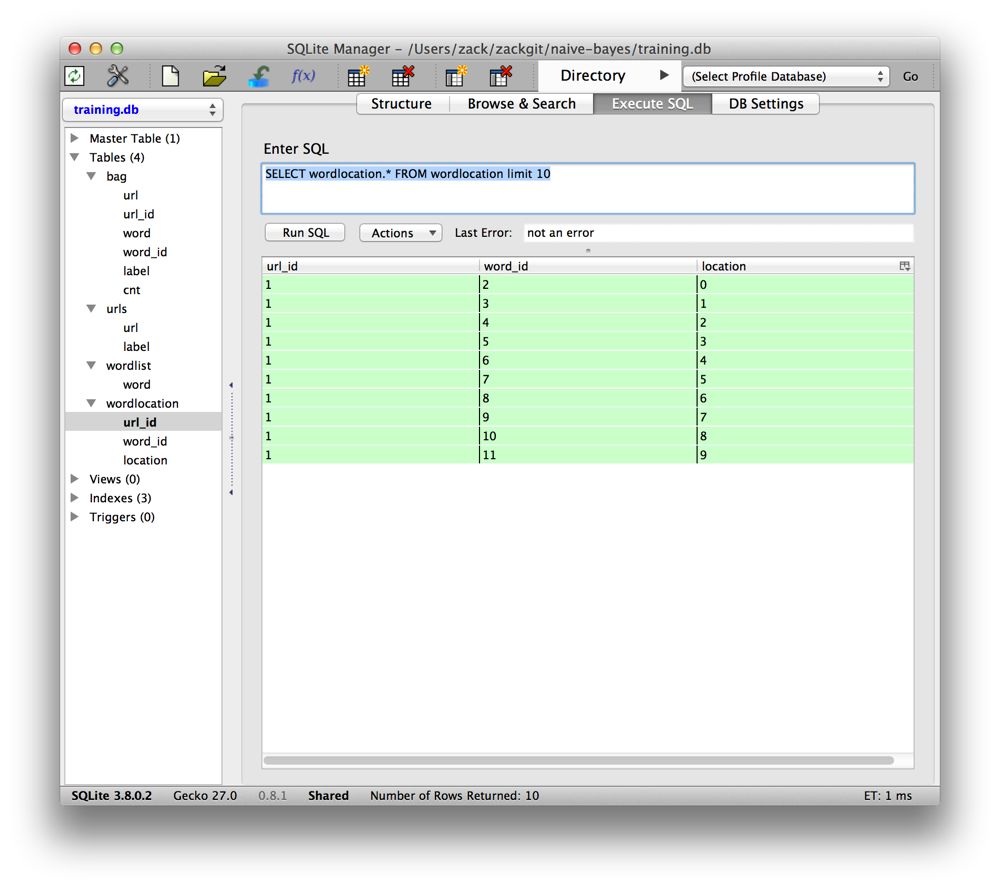 SQLite Manager – /Users/zack/zackgit/naive-bayes/training.db
f(x) Directory (Select Profile Database) Go
training.db
Structure Browse & Search Execute SQL DB Settings
Master Table (1)
Tables (4)
bag
url
url_id
word
word_id
label
cnt
urls
url
label
wordlist
word
wordlocation
url_id
word_id
location
Views (0)
Indexes (3)
Triggers (0)
Enter SQL
SELECT wordlocation.* FROM wordlocation limit 10
Run SQL Actions Last Error: not an error
url_id word_id location
1 2 0
1 3 1
1 4 2
1 5 3
1 6 4
1 7 5
1 8 6
1 9 7
1 10 8
1 11 9
SQLite 3.8.0.2 Gecko 27.0 0.8.1 Shared Number of Rows Returned: 10 ET: 1 ms